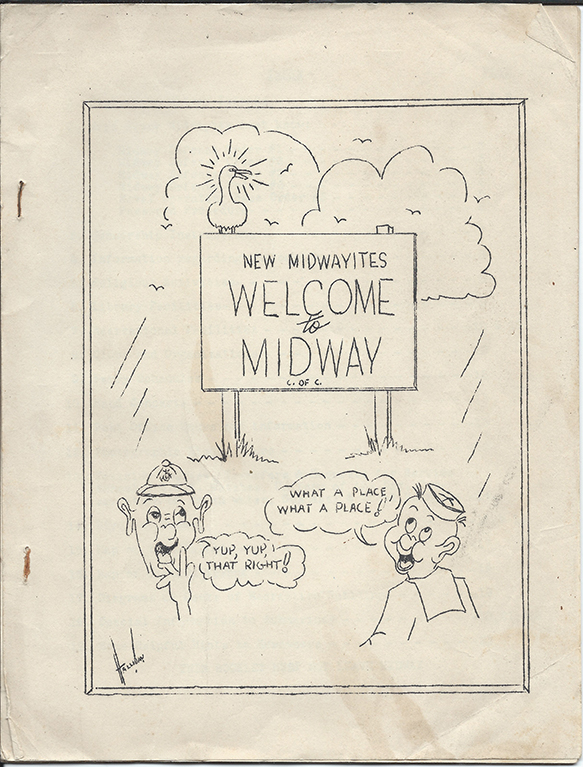 NEW MIDWAYITES
WELCOME
to
MIDWAY
C. OF C.
WHAT A PLACE,
WHAT A PLACE!
YUP, YUP,
THAT RIGHT!!